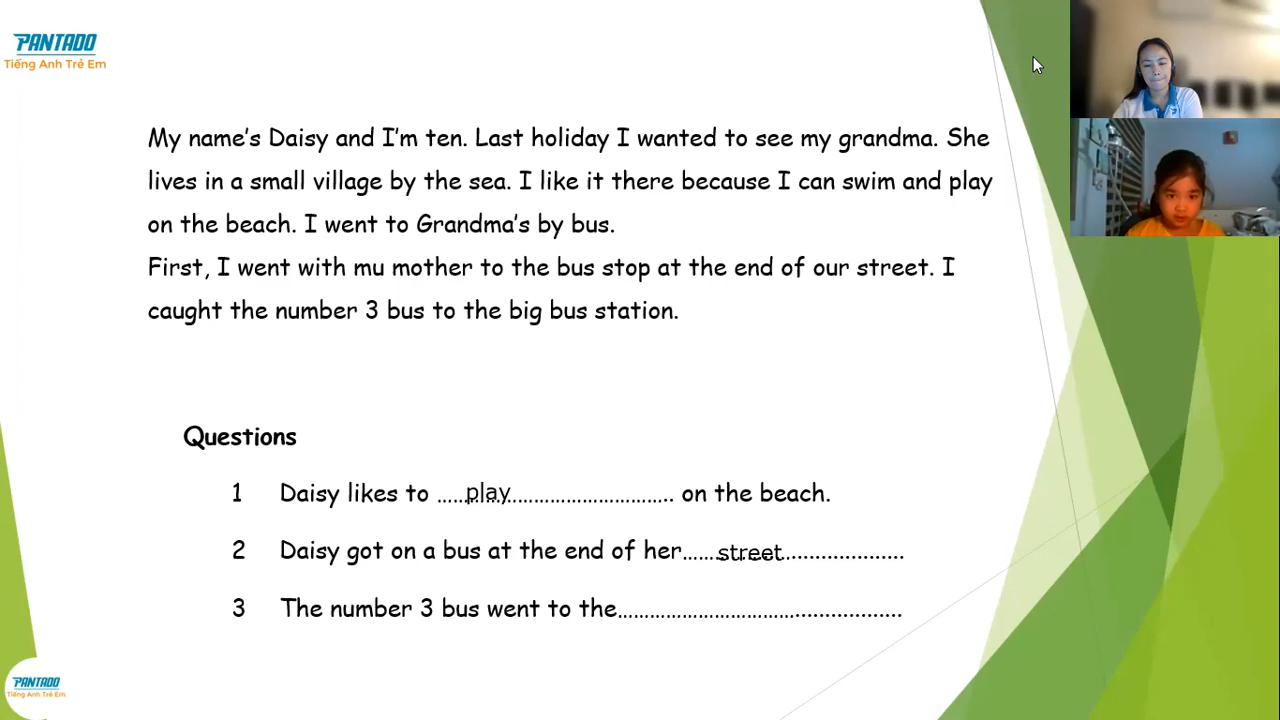 PANTADO
Tiếng Anh Trẻ Em
My name's Daisy and I'm ten. Last holiday I wanted to see my grandma. She
lives in a small village by the sea. I like it there because I can swim and play
on the beach. I went to Grandma's by bus.
First, I went with mu mother to the bus stop at the end of our street. I
caught the number 3 bus to the big bus station.
Questions
1 Daisy likes to ......play............................... on the beach.
2 Daisy got on a bus at the end of her......street.......................
3 The number 3 bus went to the.............................................
PANTADO
Tiếng Anh Trẻ Em